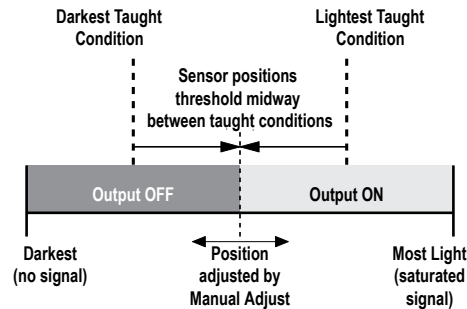 Darkest Taught
Condition
Lightest Taught
Condition
Sensor positions
threshold midway
between taught conditions
Output OFF
Output ON
Darkest
(no signal)
Position
adjusted by
Manual Adjust
Most Light
(saturated
signal)